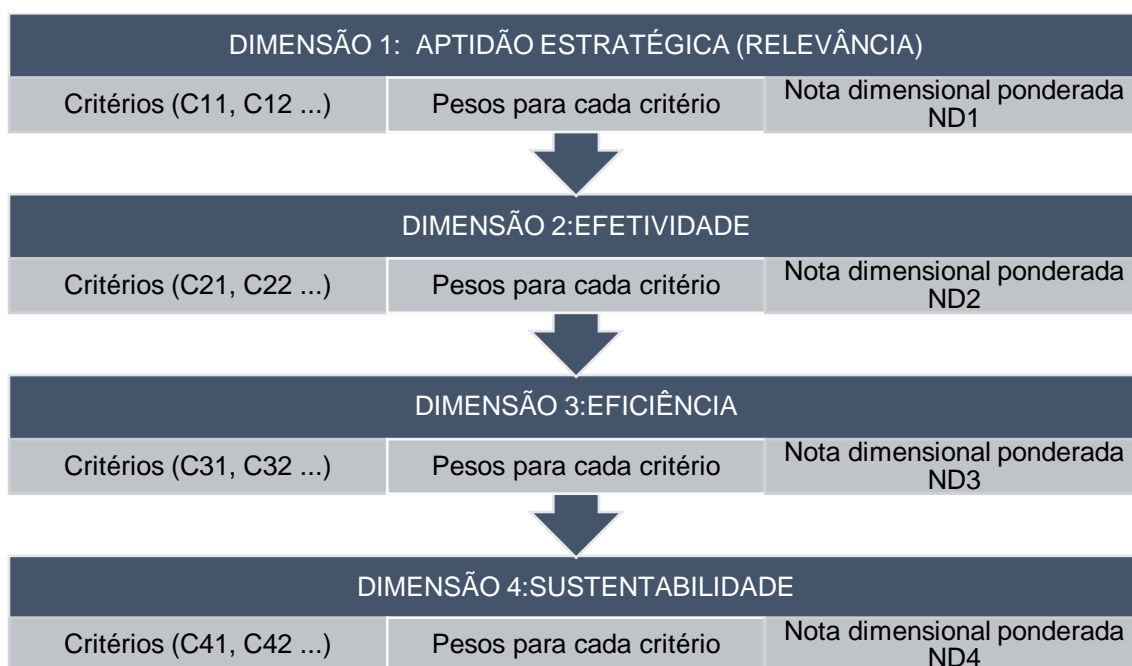 DIMENSÃO 1: APTIDÃO ESTRATÉGICA (RELEVÂNCIA)
Critérios (C11, C12 ...)
Pesos para cada critério
Nota dimensional ponderada
ND1
DIMENSÃO 2:EFETIVIDADE
Critérios (C21, C22 ...)
Pesos para cada critério
Nota dimensional ponderada
ND2
DIMENSÃO 3:EFICIÊNCIA
Critérios (C31, C32 ...)
Pesos para cada critério
Nota dimensional ponderada
ND3
DIMENSÃO 4:SUSTENTABILIDADE
Critérios (C41, C42 ...)
Pesos para cada critério
Nota dimensional ponderada
ND4